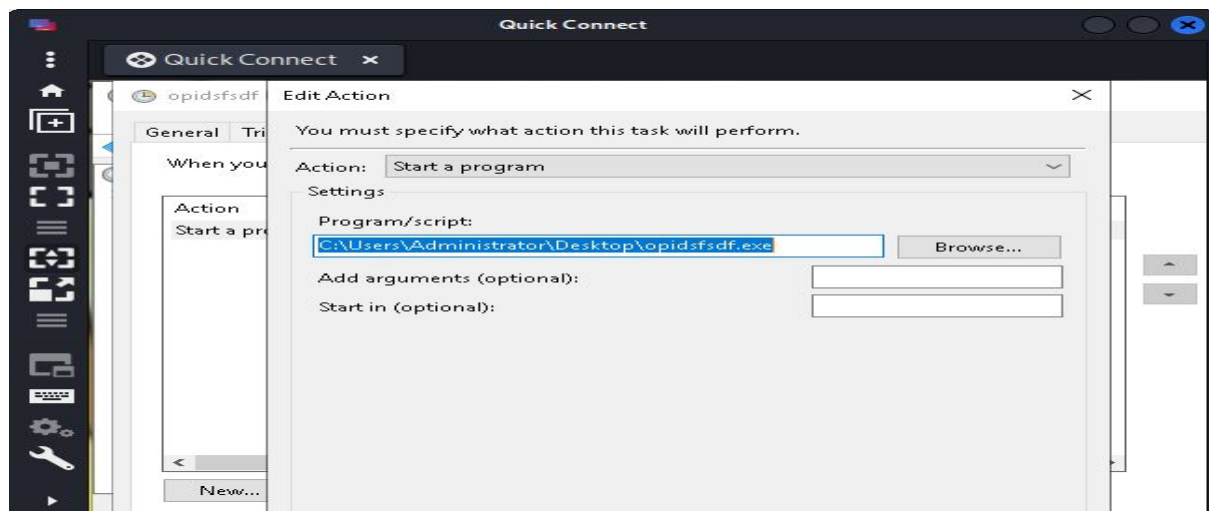 Quick Connect
Quick Connect
opidsfsdf
Edit Action
General Tri
You must specify what action this task will perform.
When you
Action: Start a program
Settings
Action
Program/script:
Start a pr
C:\Users\Administrator\Desktop\opidsfsdf.exe Browse...
Add arguments (optional):
Start in (optional):
New...